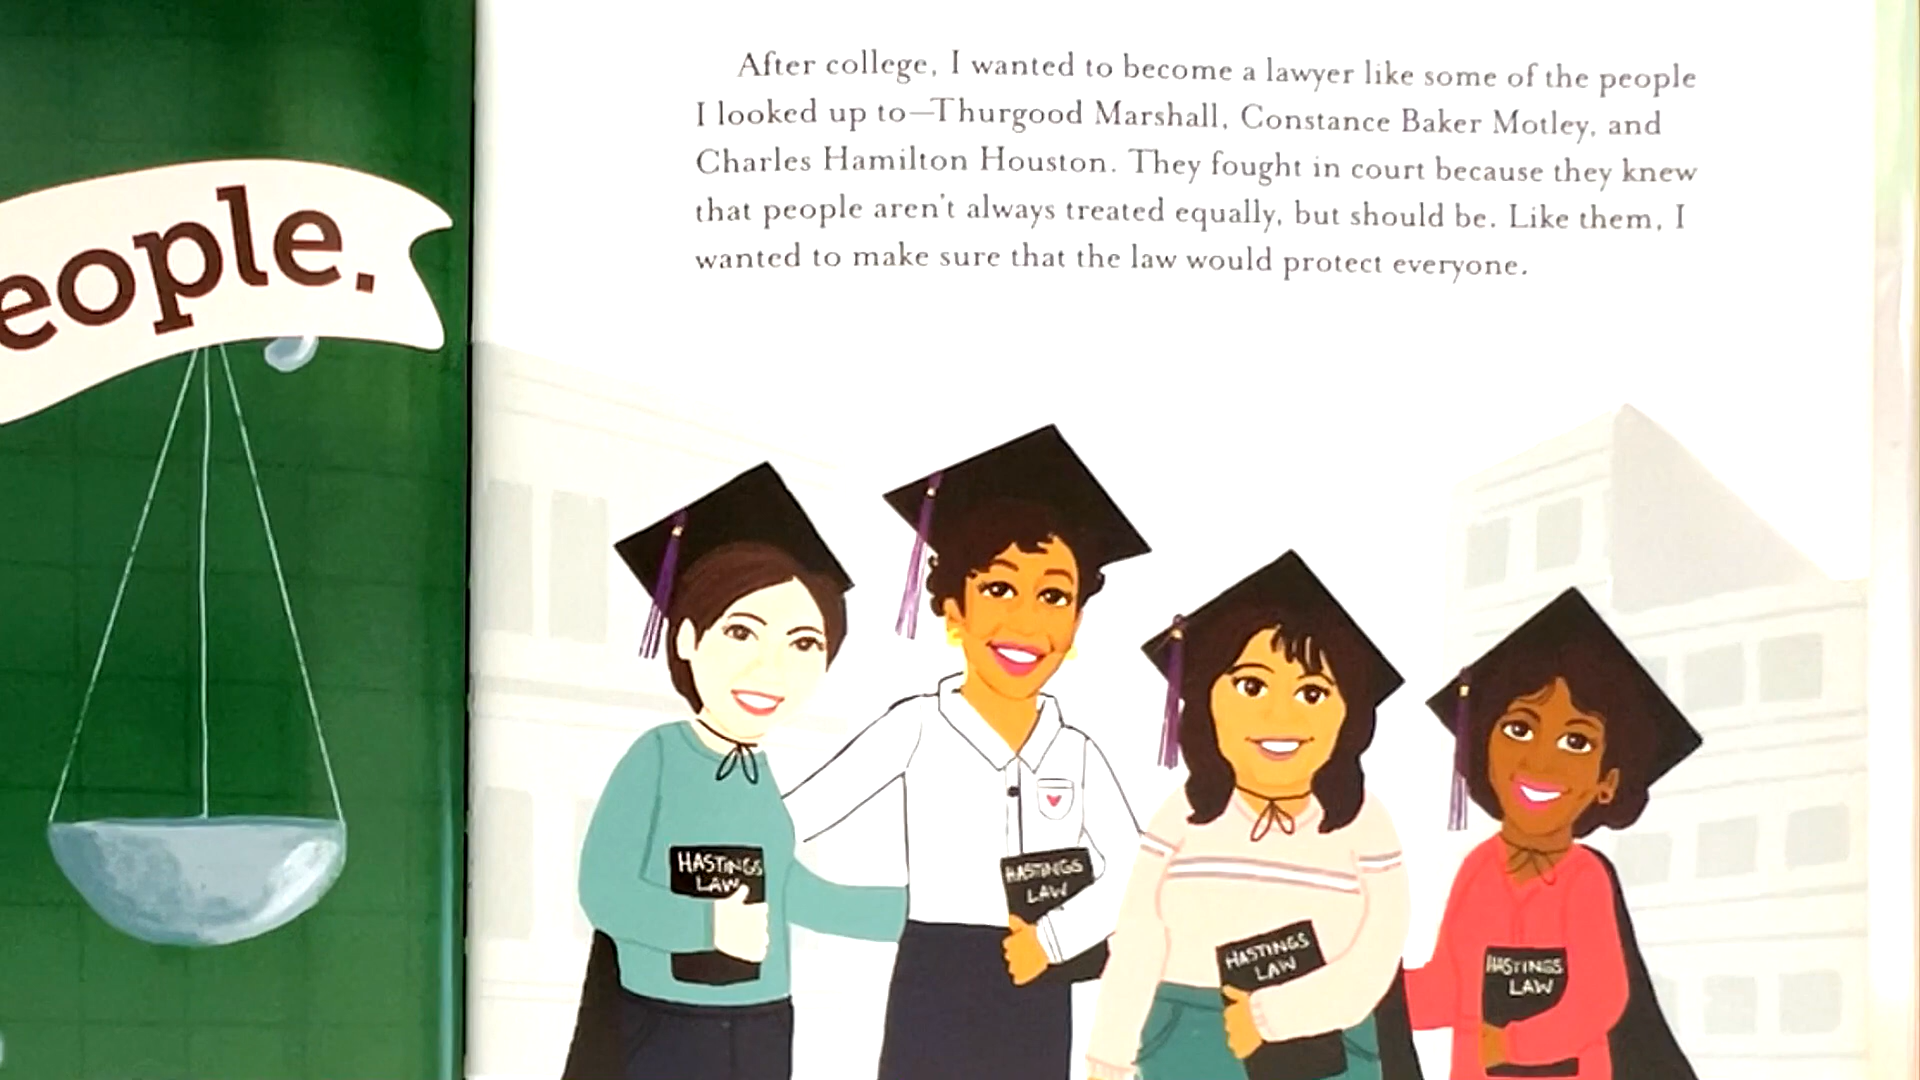 eople.
After college, I wanted to become a lawyer like some of the people
I looked up to—Thurgood Marshall, Constance Baker Motley, and
Charles Hamilton Houston. They fought in court because they knew
that people aren't always treated equally, but should be. Like them, I
wanted to make sure that the law would protect everyone.
HASTINGS
LAW
HASTINGS
LAW
HASTINGS
LAW
HASTINGS
LAW